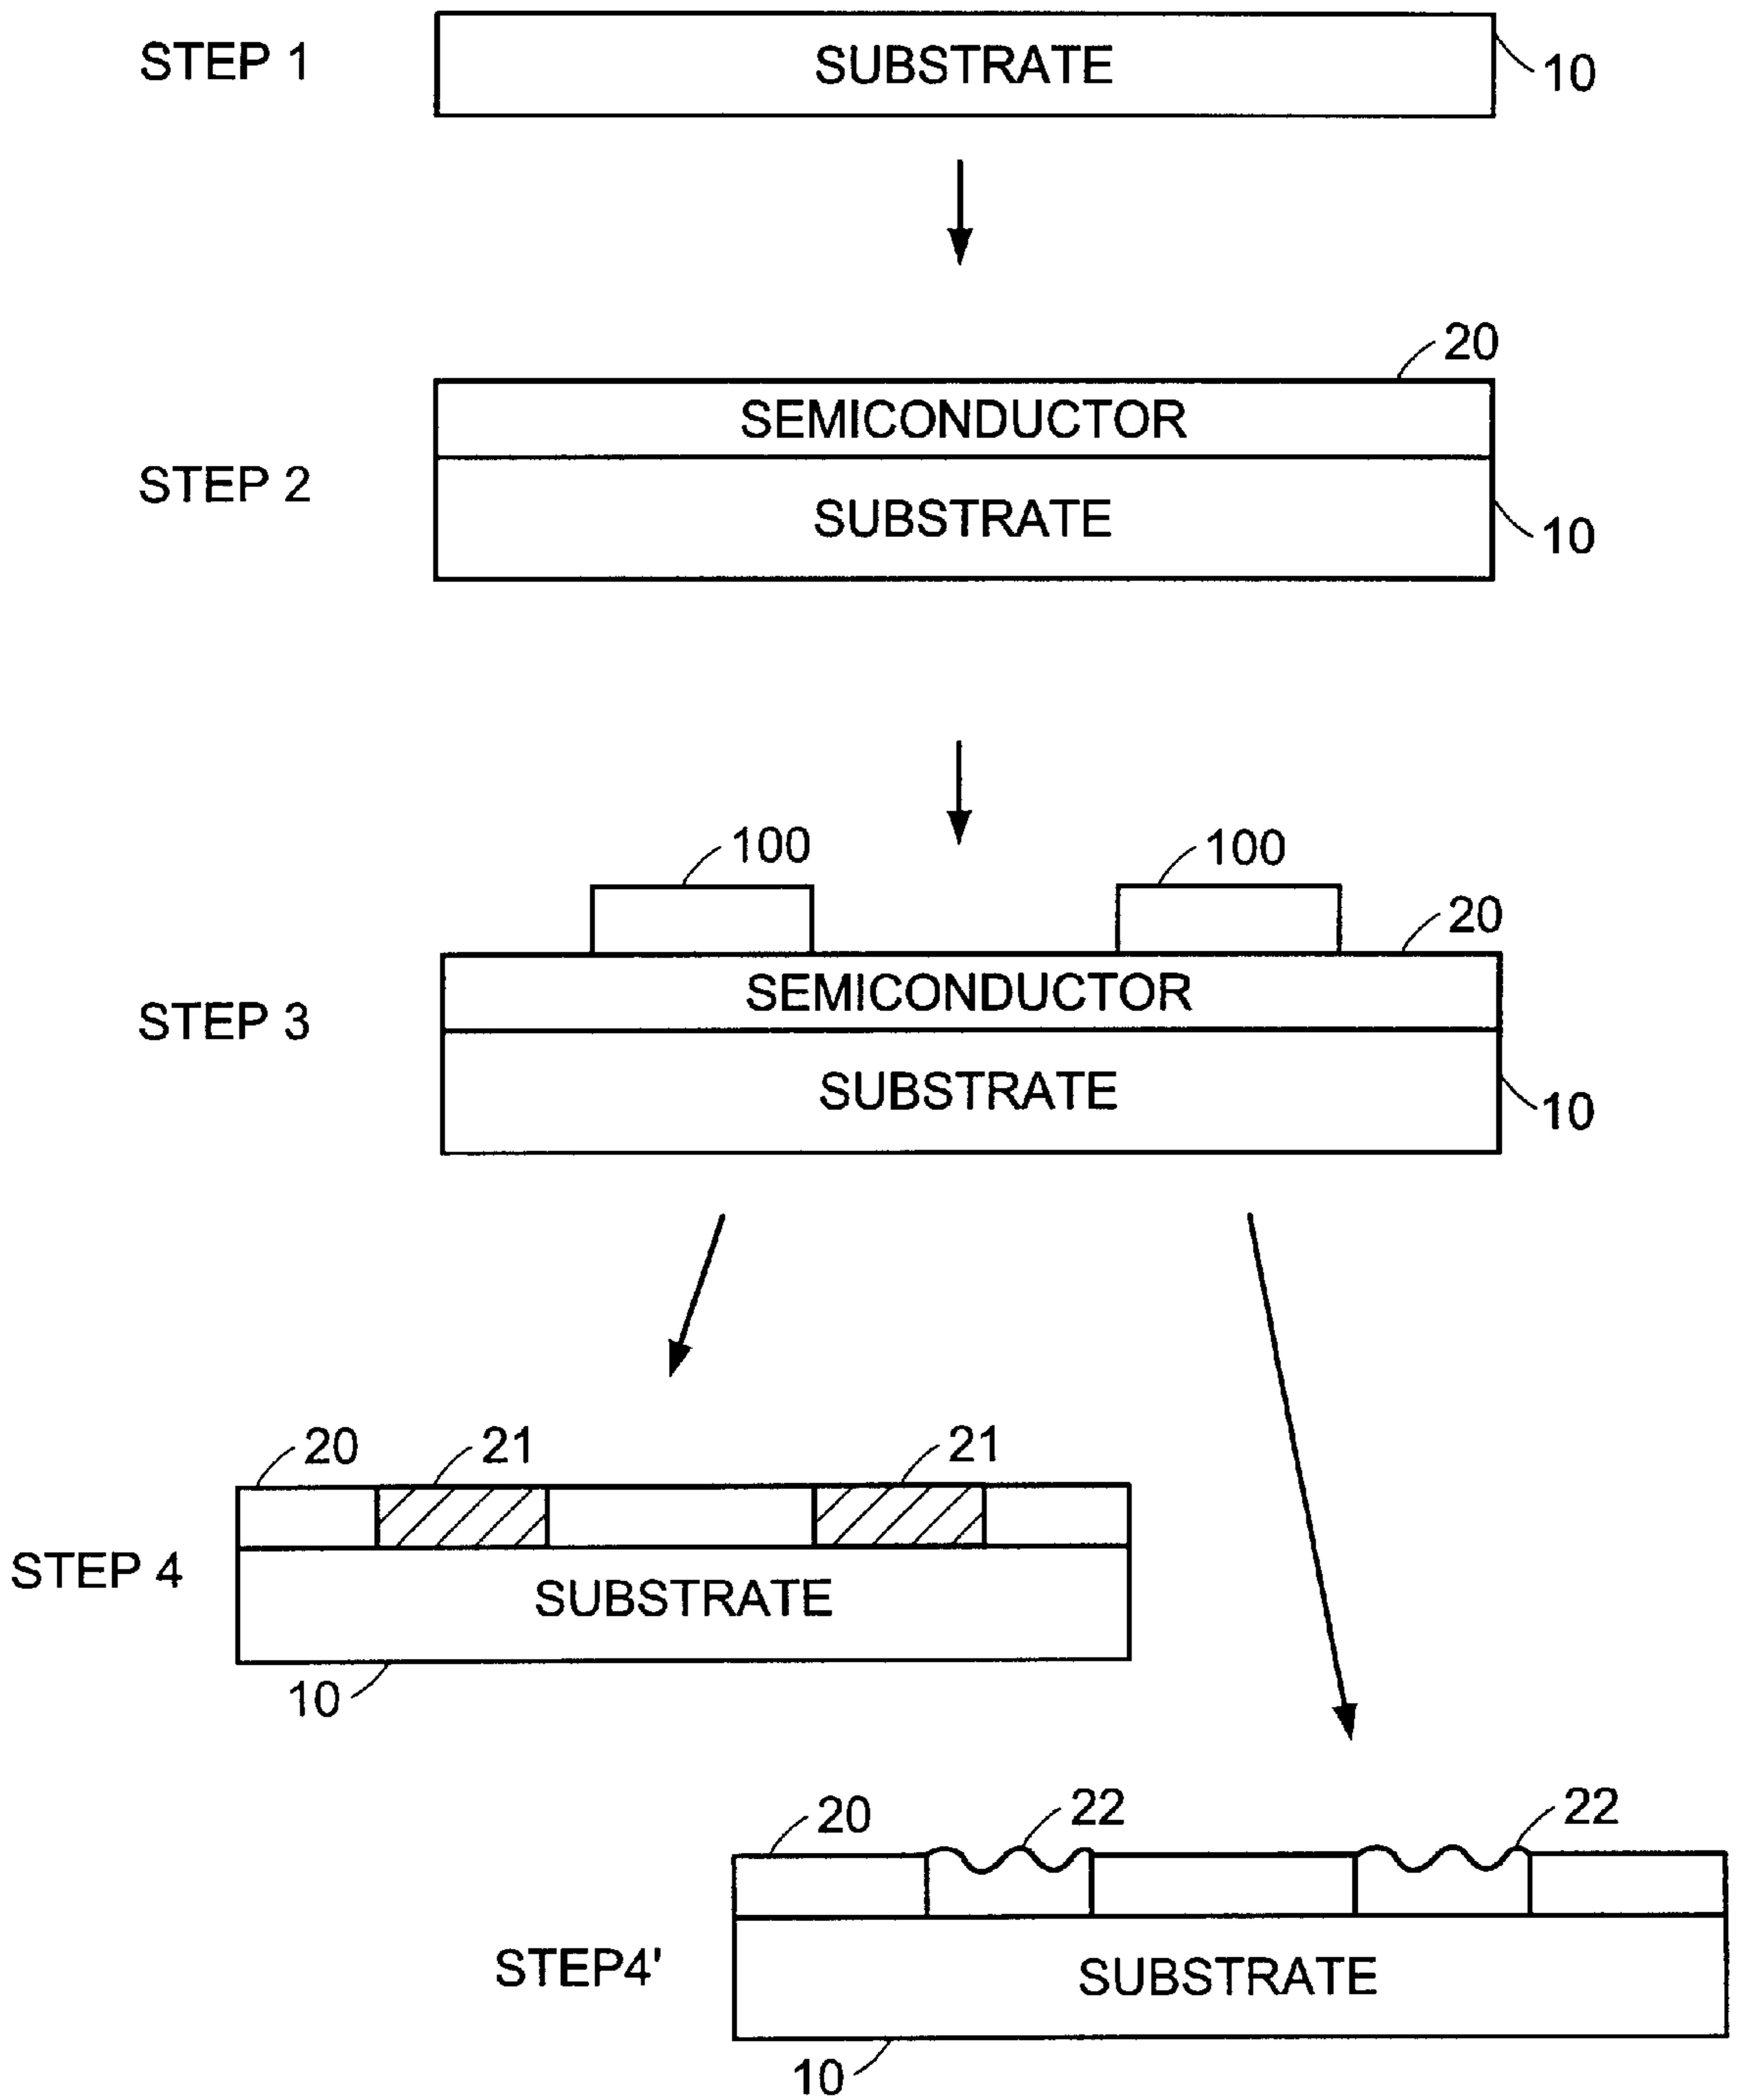 STEP 1
SUBSTRATE
10
20
SEMICONDUCTOR
STEP 2
SUBSTRATE
10
100
100
20
SEMICONDUCTOR
STEP 3
SUBSTRATE
10
20
21
21
STEP 4
SUBSTRATE
10
20
22
22
STEP4'
SUBSTRATE
10